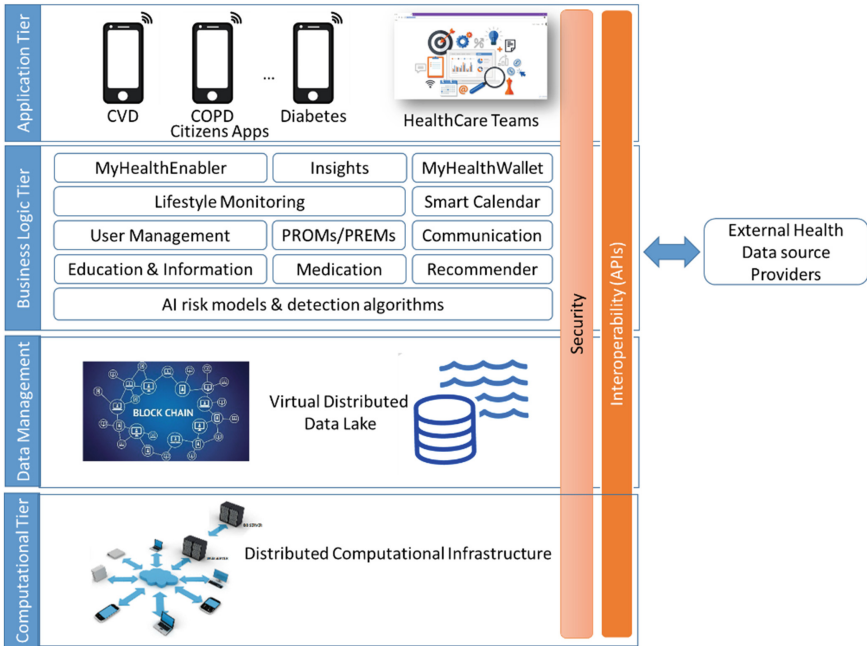 Application Tier
CVD
COPD
...
Diabetes
Citizens Apps
HealthCare Teams
Business Logic Tier
MyHealthEnabler
Insights
MyHealthWallet
Lifestyle Monitoring
Smart Calendar
User Management
PROMs/PREMs
Communication
Education & Information
Medication
Recommender
AI risk models & detection algorithms
Security
Interoperability (APIs)
External Health
Data source
Providers
Data Management
BLOCK CHAIN
Virtual Distributed
Data Lake
Computational Tier
Distributed Computational Infrastructure